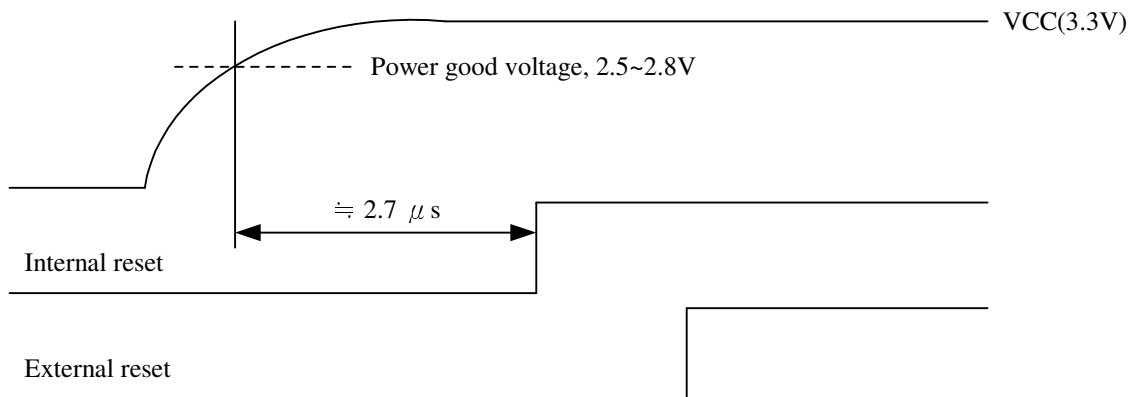 VCC(3.3V)
Power good voltage, 2.5~2.8V
≒ 2.7 μs
Internal reset
External reset